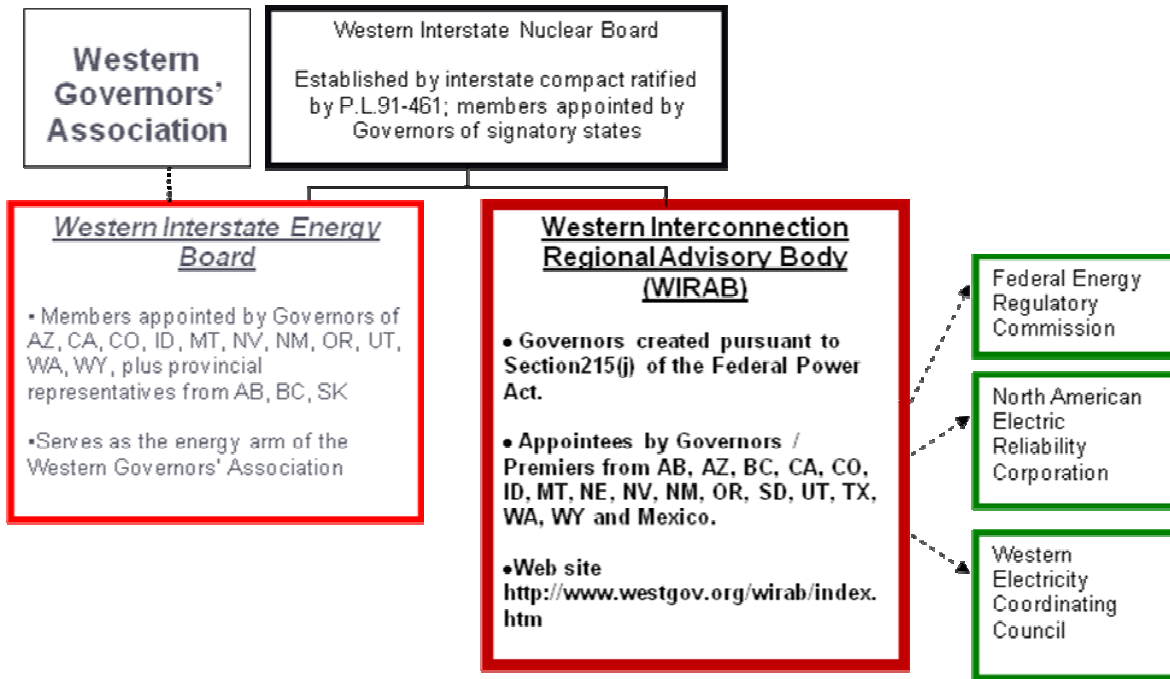 Western
Governors'
Association
Western Interstate Nuclear Board
Established by interstate compact ratified
by P.L.91-461; members appointed by
Governors of signatory states
Western Interstate Energy
Board
• Members appointed by Governors of
AZ, CA, CO, ID, MT, NV, NM, OR, UT,
WA, WY, plus provincial
representatives from AB, BC, SK
•Serves as the energy arm of the
Western Governors' Association
Western Interconnection
Regional Advisory Body
(WIRAB)
• Governors created pursuant to
Section215(j) of the Federal Power
Act.
• Appointees by Governors /
Premiers from AB, AZ, BC, CA, CO,
ID, MT, NE, NV, NM, OR, SD, UT, TX,
WA, WY and Mexico.
•Web site
http://www.westgov.org/wirab/index.
htm
Federal Energy
Regulatory
Commission
North American
Electric
Reliability
Corporation
Western
Electricity
Coordinating
Council